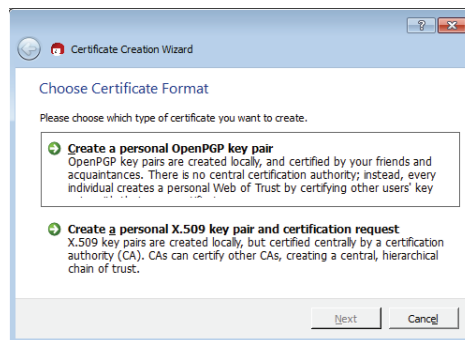 Certificate Creation Wizard
Choose Certificate Format
Please choose which type of certificate you want to create.
Create a personal OpenPGP key pair
OpenPGP key pairs are created locally, and certified by your friends and
acquaintances. There is no central certification authority; instead, every
individual creates a personal Web of Trust by certifying other users' key
Create a personal X.509 key pair and certification request
X.509 key pairs are created locally, but certified centrally by a certification
authority (CA). CAs can certify other CAs, creating a central, hierarchical
chain of trust.
Next Cancel